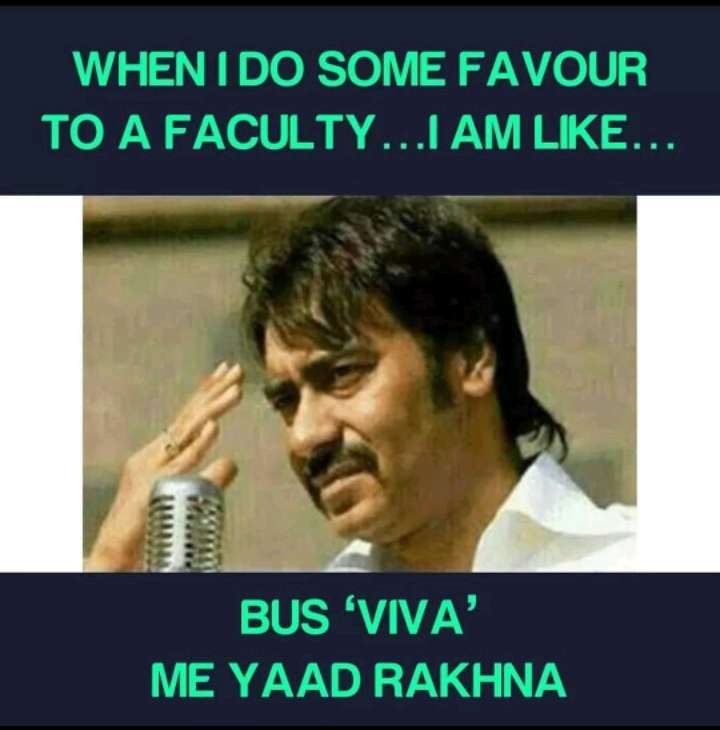 WHEN I DO SOME FAVOUR
TO A FACULTY...I AM LIKE...
BUS ‘VIVA’
ME YAAD RAKHNA